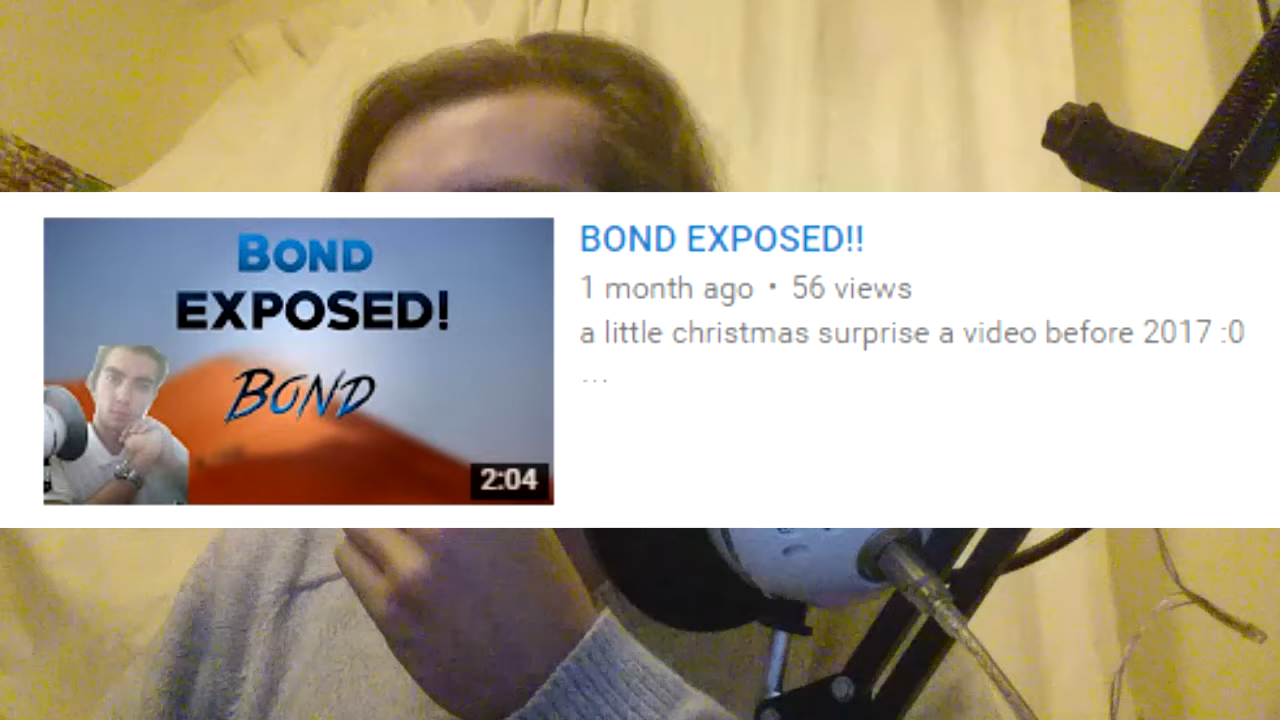 BOND
EXPOSED!
BOND
2:04
BOND EXPOSED!!
1 month ago • 56 views
a little christmas surprise a video before 2017 :0
...